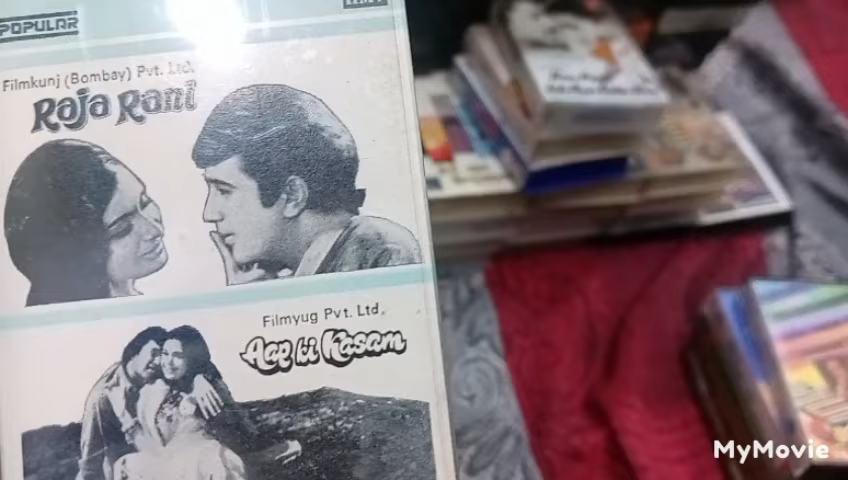 POPULAR
Filmkunj (Bombay) Pvt. Ltd.
Raja Rani
Filmyug Pvt. Ltd.
Aap ki Kasam
MyMovie